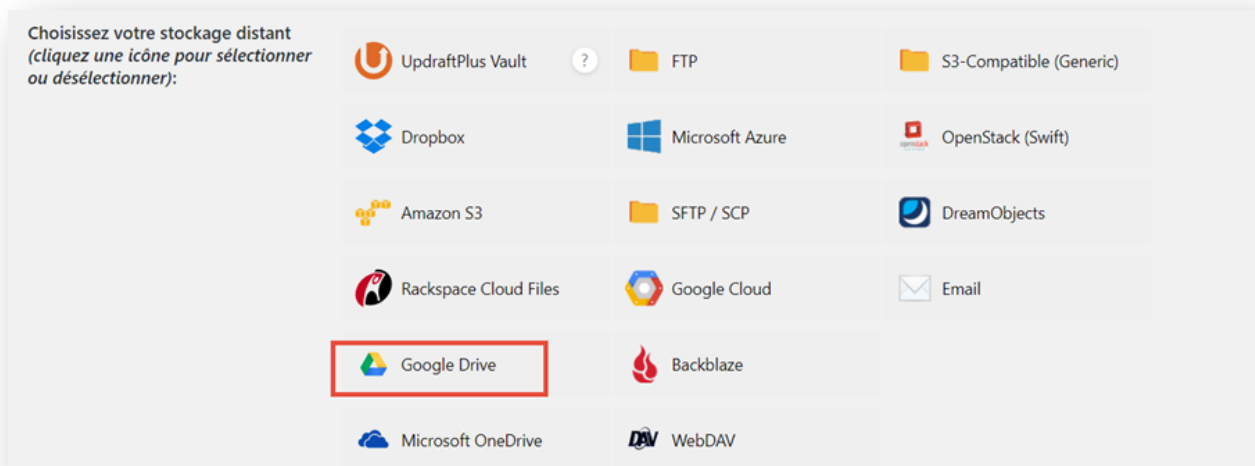 Choisissez votre stockage distant
(cliquez une icône pour sélectionner
ou désélectionner):
UpdraftPlus Vault ? FTP S3-Compatible (Generic)
Dropbox Microsoft Azure OpenStack (Swift)
openstack
Amazon S3 SFTP / SCP DreamObjects
Rackspace Cloud Files Google Cloud Email
Google Drive Backblaze
Microsoft OneDrive DAV WebDAV